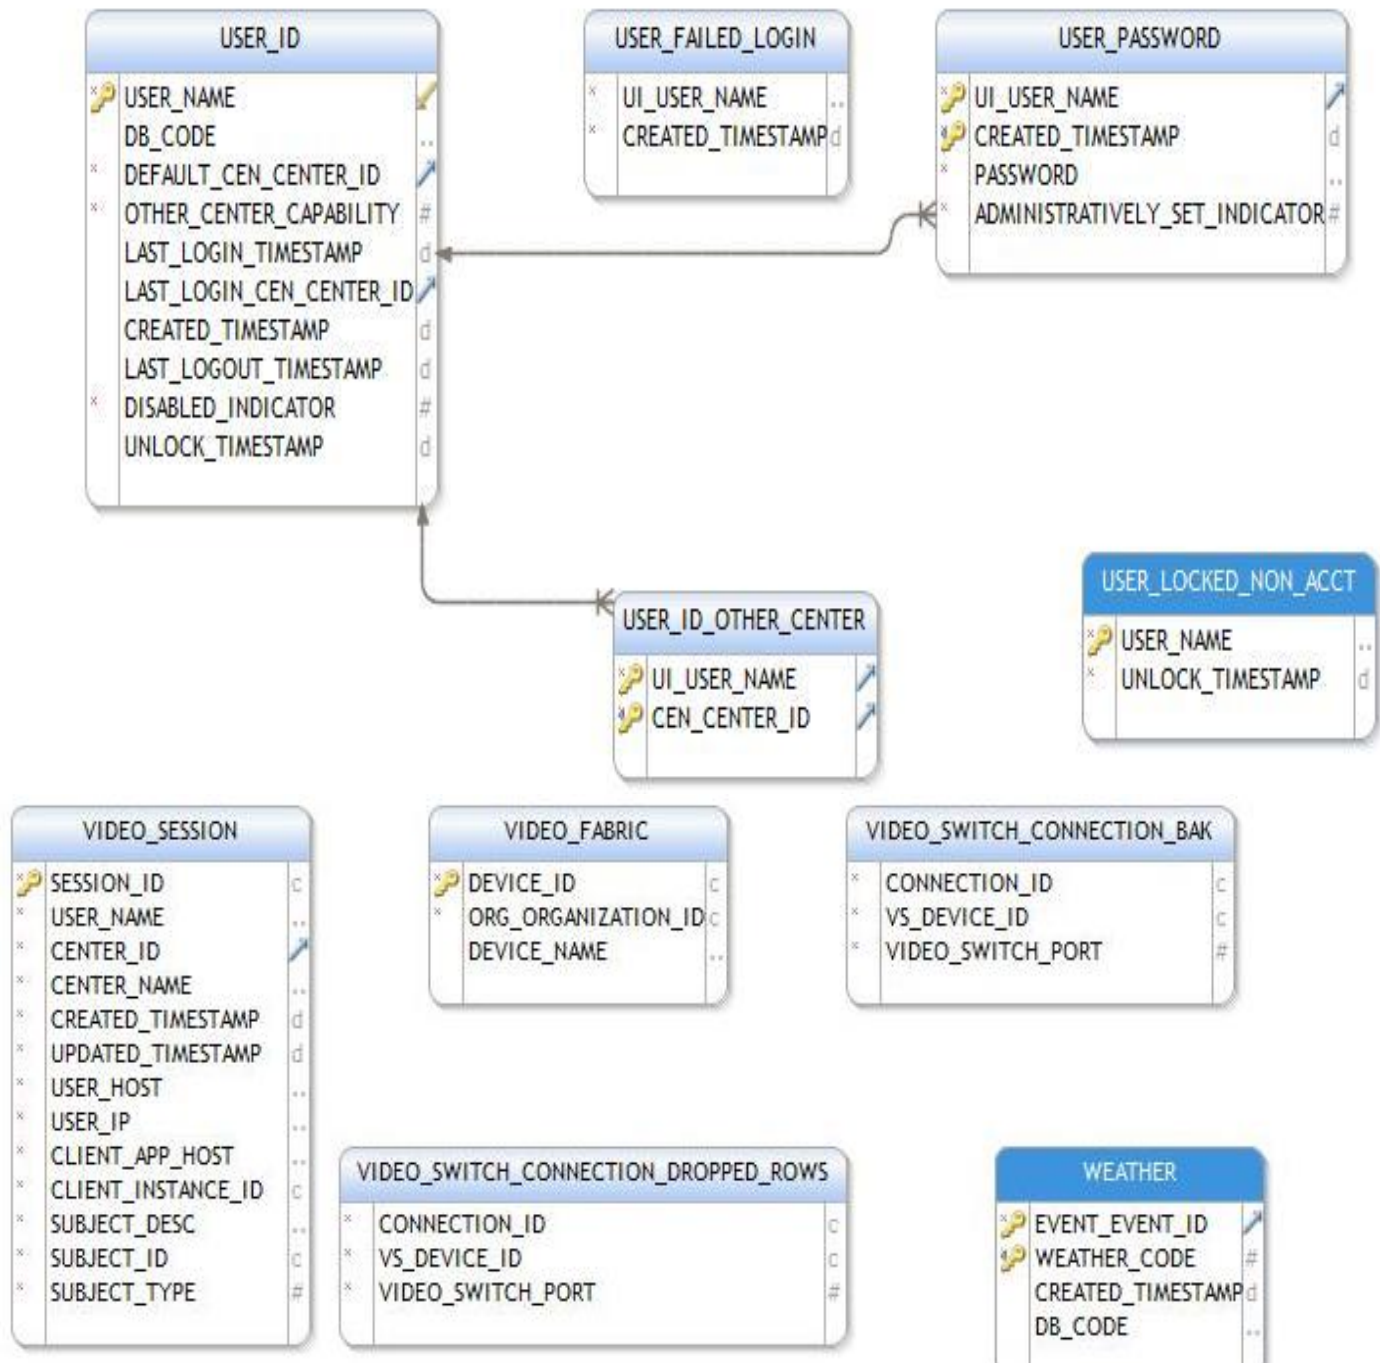 USER_ID
USER_NAME
DB_CODE
..
DEFAULT_CEN_CENTER_ID
OTHER_CENTER_CAPABILITY #
LAST_LOGIN_TIMESTAMP d
LAST_LOGIN_CEN_CENTER_ID
CREATED_TIMESTAMP d
LAST_LOGOUT_TIMESTAMP d
DISABLED_INDICATOR #
UNLOCK_TIMESTAMP d
USER_FAILED_LOGIN
UI_USER_NAME ..
CREATED_TIMESTAMP d
USER_PASSWORD
UI_USER_NAME
CREATED_TIMESTAMP d
PASSWORD ..
ADMINISTRATIVELY_SET_INDICATOR #
USER_ID_OTHER_CENTER
UI_USER_NAME
CEN_CENTER_ID
USER_LOCKED_NON_ACCT
USER_NAME ..
UNLOCK_TIMESTAMP d
VIDEO_SESSION
SESSION_ID c
USER_NAME ..
CENTER_ID
CENTER_NAME ..
CREATED_TIMESTAMP d
UPDATED_TIMESTAMP d
USER_HOST ..
USER_IP ..
CLIENT_APP_HOST ..
CLIENT_INSTANCE_ID c
SUBJECT_DESC ..
SUBJECT_ID c
SUBJECT_TYPE #
VIDEO_FABRIC
DEVICE_ID c
ORG_ORGANIZATION_ID c
DEVICE_NAME ..
VIDEO_SWITCH_CONNECTION_BAK
CONNECTION_ID c
VS_DEVICE_ID c
VIDEO_SWITCH_PORT #
VIDEO_SWITCH_CONNECTION_DROPPED_ROWS
CONNECTION_ID c
VS_DEVICE_ID c
VIDEO_SWITCH_PORT #
WEATHER
EVENT_EVENT_ID
WEATHER_CODE #
CREATED_TIMESTAMP d
DB_CODE ..